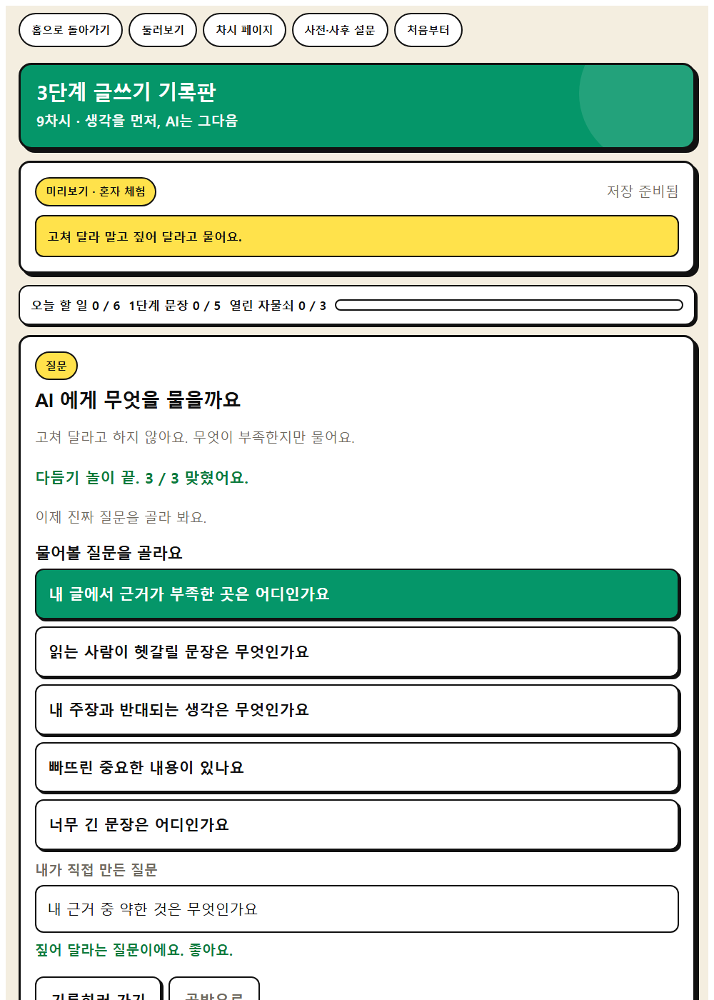 홈으로 돌아가기 둘러보기 차시 페이지 사전·사후 설문 처음부터
3단계 글쓰기 기록판
9차시 · 생각을 먼저, AI는 그다음
미리보기 · 혼자 체험 저장 준비됨
고쳐 달라 말고 짚어 달라고 물어요.
오늘 할 일 0 / 6 1단계 문장 0 / 5 열린 자물쇠 0 / 3
질문
AI 에게 무엇을 물을까요
고쳐 달라고 하지 않아요. 무엇이 부족한지만 물어요.
다듬기 놀이 끝. 3 / 3 맞혔어요.
이제 진짜 질문을 골라 봐요.
물어볼 질문을 골라요
내 글에서 근거가 부족한 곳은 어디인가요
읽는 사람이 헷갈릴 문장은 무엇인가요
내 주장과 반대되는 생각은 무엇인가요
빠뜨린 중요한 내용이 있나요
너무 긴 문장은 어디인가요
내가 직접 만든 질문
내 근거 중 약한 것은 무엇인가요
짚어 달라는 질문이에요. 좋아요.